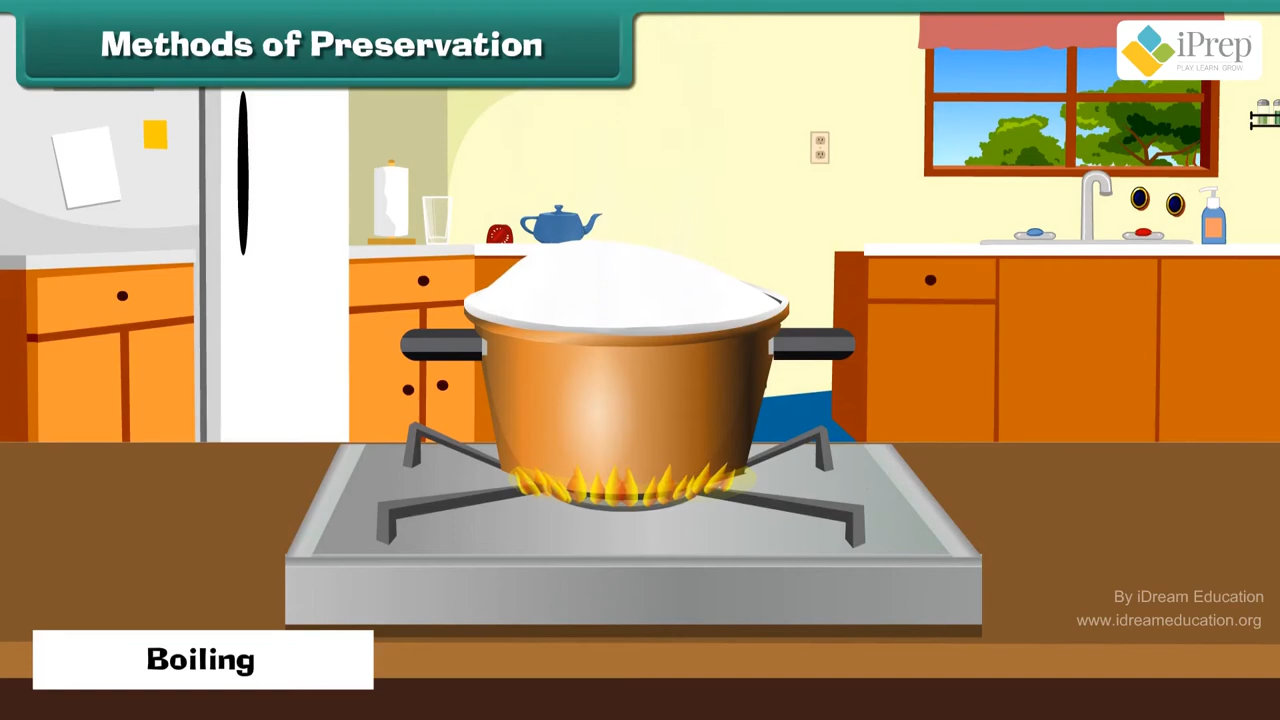 Methods of Preservation
iPrep
PLAY. LEARN. GROW.
By iDream Education
www.idreameducation.org
Boiling